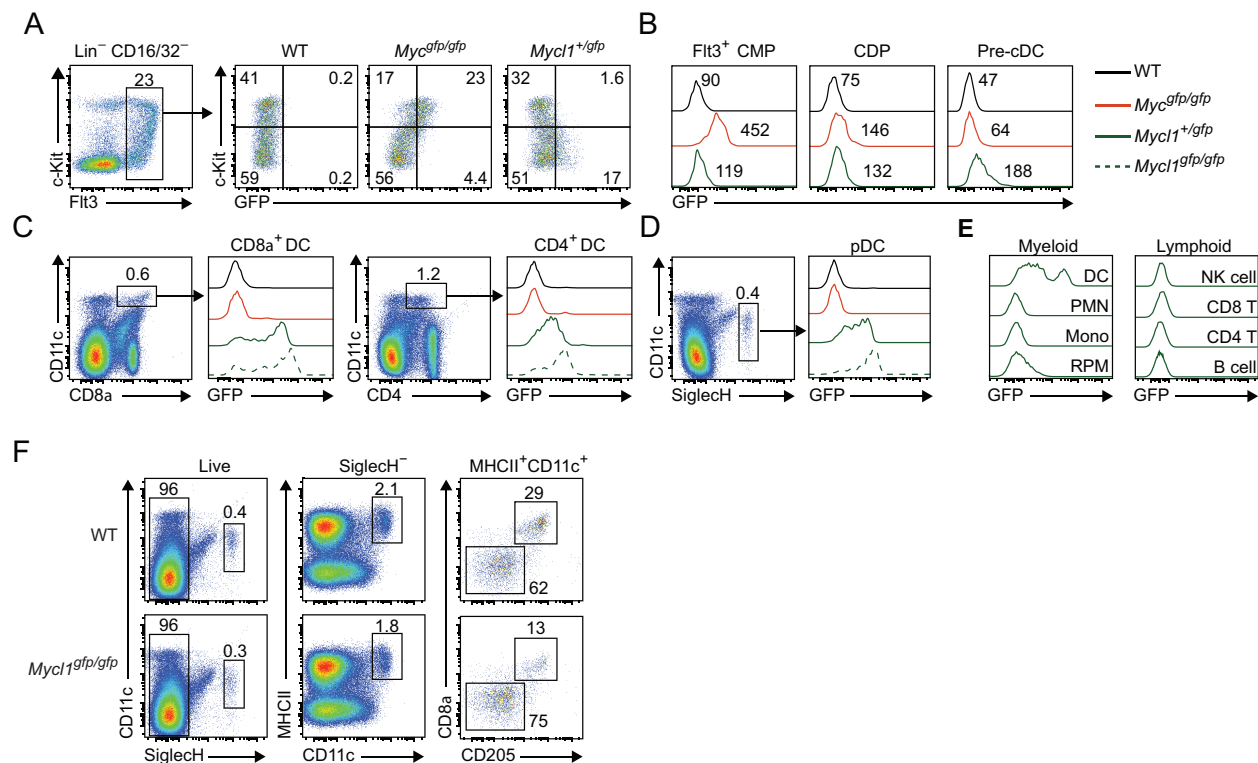 A
Lin⁻ CD16/32⁻
WT
Myc^gfp/gfp
Mycl1^+/gfp
23
41
0.2
59
0.2
17
23
56
4.4
32
1.6
51
17
c-Kit
Flt3
c-Kit
GFP
B
Flt3⁺ CMP
CDP
Pre-cDC
90
452
119
75
146
132
47
64
188
GFP
WT
Myc^gfp/gfp
Mycl1^+/gfp
Mycl1^gfp/gfp
C
CD8a⁺ DC
CD4⁺ DC
0.6
1.2
CD11c
CD8a
GFP
CD11c
CD4
GFP
D
pDC
0.4
CD11c
SiglecH
GFP
E
Myeloid
Lymphoid
DC
PMN
Mono
RPM
NK cell
CD8 T
CD4 T
B cell
GFP
GFP
F
Live
SiglecH⁻
MHCII⁺CD11c⁺
WT
96
0.4
2.1
29
62
Mycl1^gfp/gfp
96
0.3
1.8
13
75
CD11c
MHCII
CD8a
SiglecH
CD11c
CD205